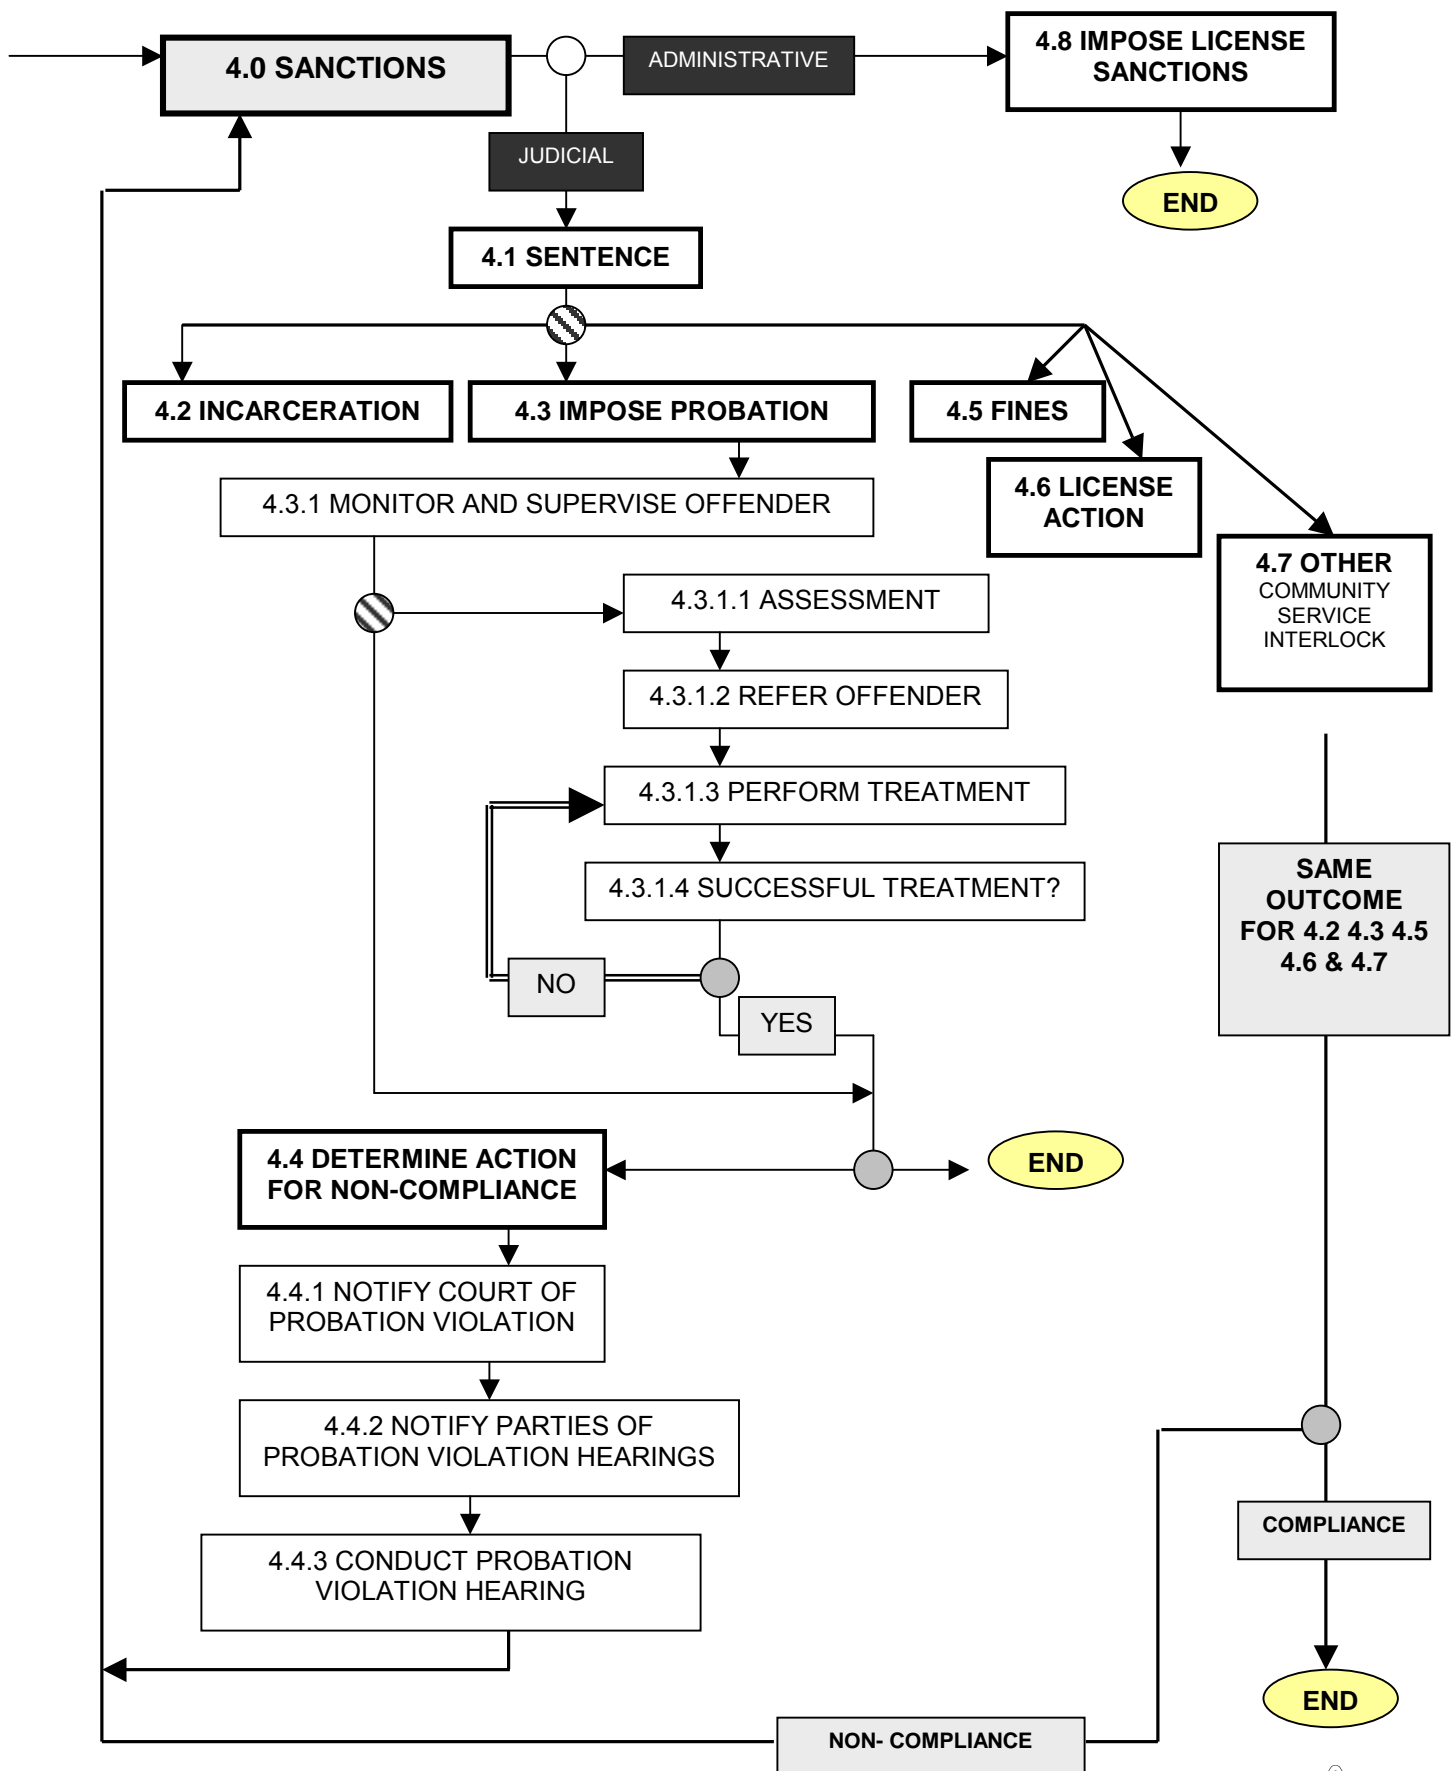 4.0 SANCTIONS
ADMINISTRATIVE
4.8 IMPOSE LICENSE
SANCTIONS
JUDICIAL
END
4.1 SENTENCE
4.2 INCARCERATION
4.3 IMPOSE PROBATION
4.5 FINES
4.6 LICENSE
ACTION
4.3.1 MONITOR AND SUPERVISE OFFENDER
4.7 OTHER
COMMUNITY
SERVICE
INTERLOCK
4.3.1.1 ASSESSMENT
4.3.1.2 REFER OFFENDER
4.3.1.3 PERFORM TREATMENT
4.3.1.4 SUCCESSFUL TREATMENT?
SAME
OUTCOME
FOR 4.2 4.3 4.5
4.6 & 4.7
NO
YES
4.4 DETERMINE ACTION
FOR NON-COMPLIANCE
END
4.4.1 NOTIFY COURT OF
PROBATION VIOLATION
4.4.2 NOTIFY PARTIES OF
PROBATION VIOLATION HEARINGS
4.4.3 CONDUCT PROBATION
VIOLATION HEARING
COMPLIANCE
END
NON- COMPLIANCE